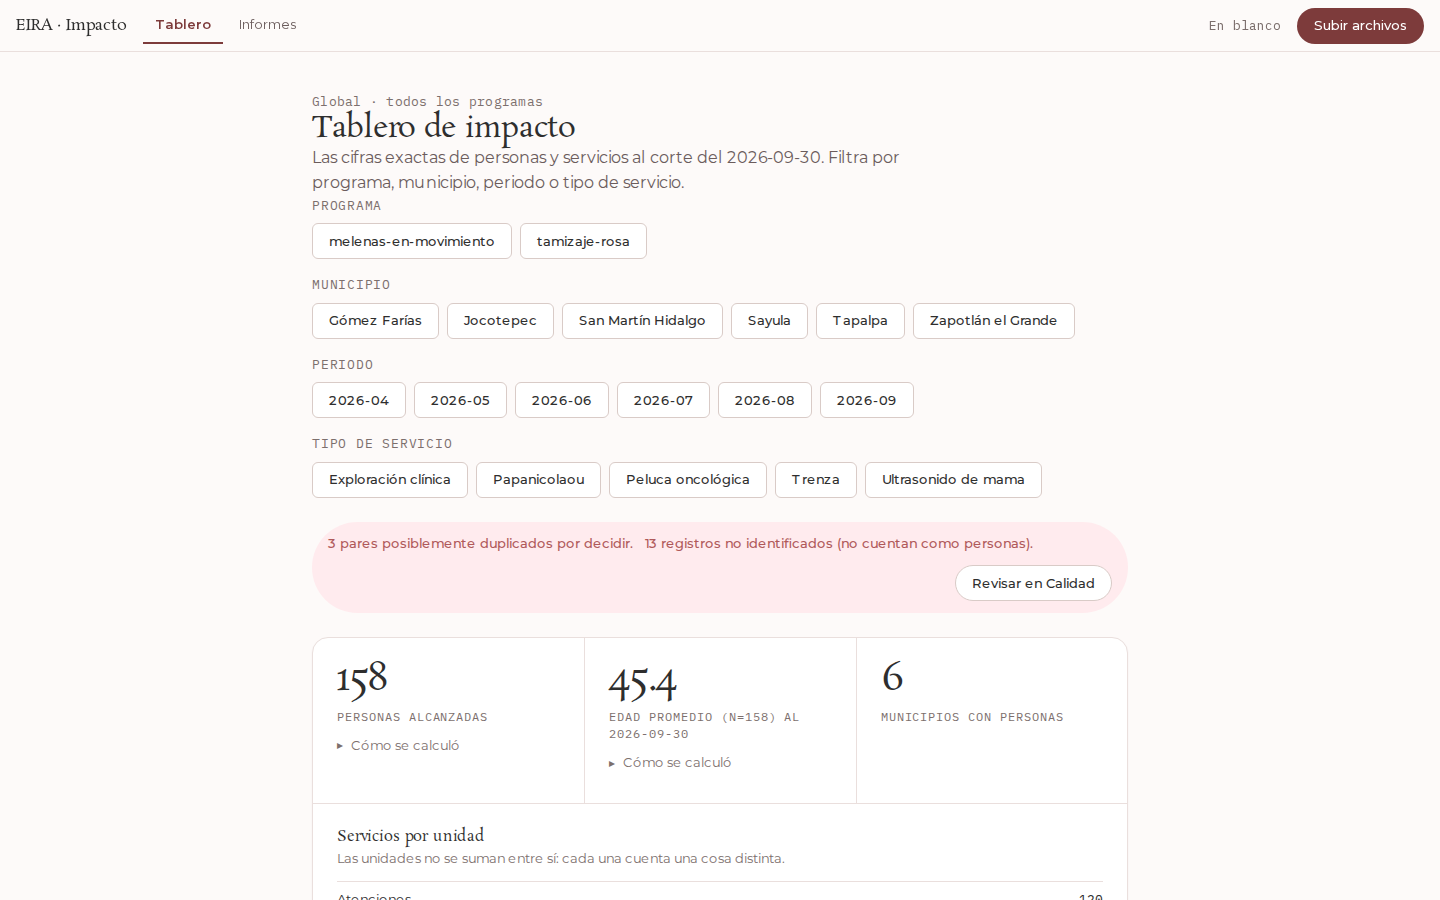 EIRA · Impacto
Tablero
Informes
En blanco
Subir archivos
Global · todos los programas
Tablero de impacto
Las cifras exactas de personas y servicios al corte del 2026-09-30. Filtra por
programa, municipio, periodo o tipo de servicio.
PROGRAMA
melenas-en-movimiento
tamizaje-rosa
MUNICIPIO
Gómez Farías
Jocotepec
San Martín Hidalgo
Sayula
Tapalpa
Zapotlán el Grande
PERIODO
2026-04
2026-05
2026-06
2026-07
2026-08
2026-09
TIPO DE SERVICIO
Exploración clínica
Papanicolaou
Peluca oncológica
Trenza
Ultrasonido de mama
3 pares posiblemente duplicados por decidir. 13 registros no identificados (no cuentan como personas).
Revisar en Calidad
158
PERSONAS ALCANZADAS
▸ Cómo se calculó
45.4
EDAD PROMEDIO (N=158) AL
2026-09-30
▸ Cómo se calculó
6
MUNICIPIOS CON PERSONAS
Servicios por unidad
Las unidades no se suman entre sí: cada una cuenta una cosa distinta.
Atenciones
120